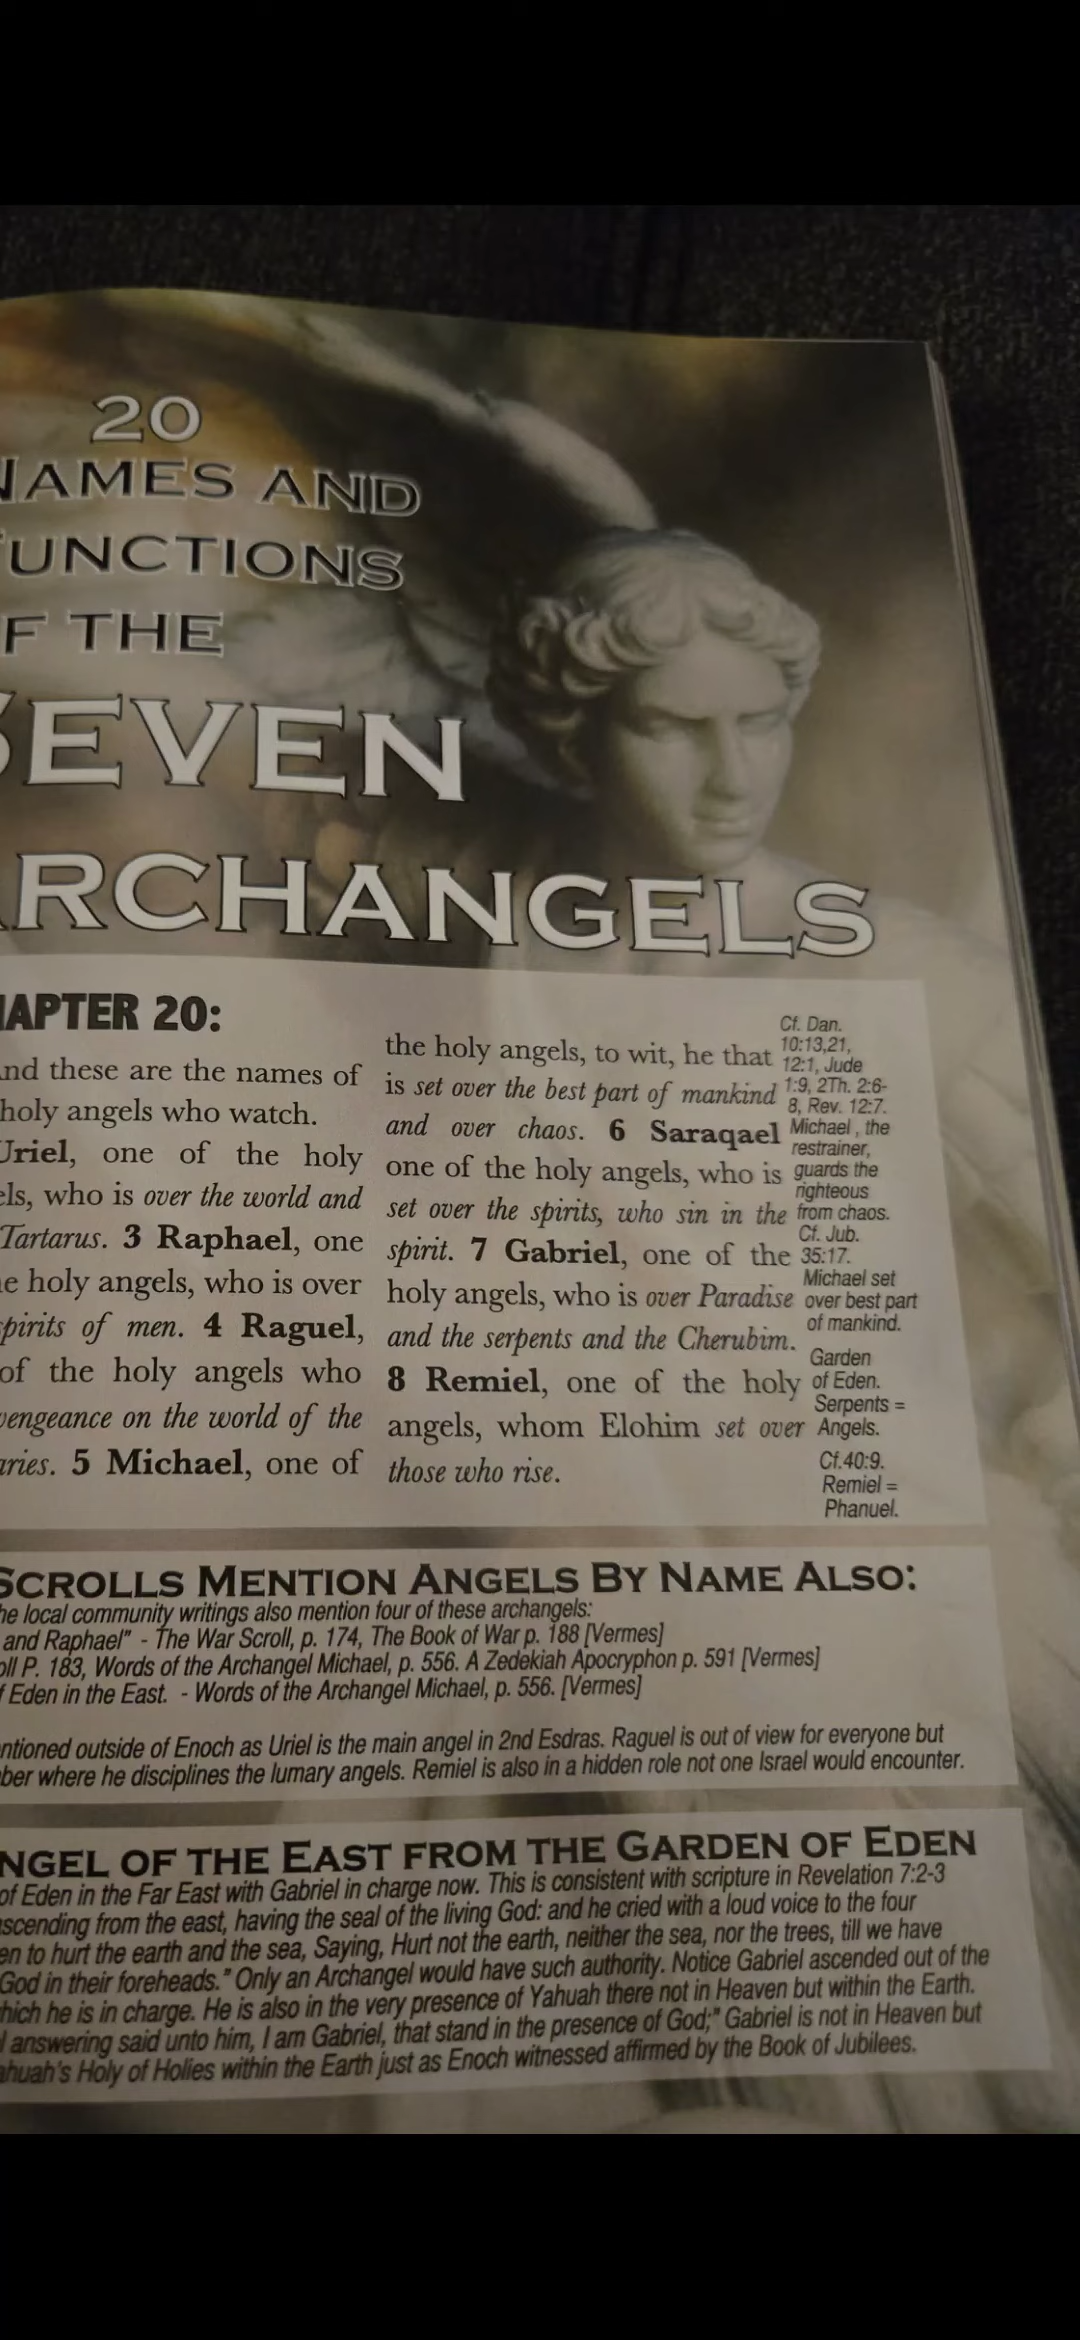 20
NAMES AND
FUNCTIONS
OF THE
SEVEN
ARCHANGELS
HAPTER 20:
nd these are the names of
holy angels who watch.
Uriel, one of the holy
els, who is over the world and
Tartarus. 3 Raphael, one
e holy angels, who is over
spirits of men. 4 Raguel,
of the holy angels who
vengeance on the world of the
aries. 5 Michael, one of
the holy angels, to wit, he that
is set over the best part of mankind
and over chaos. 6 Saraqael
one of the holy angels, who is
set over the spirits, who sin in the
spirit. 7 Gabriel, one of the
holy angels, who is over Paradise
and the serpents and the Cherubim.
8 Remiel, one of the holy
angels, whom Elohim set over
those who rise.
Cf. Dan.
10:13,21,
12:1, Jude
1:9, 2Th. 2:6-
8, Rev. 12:7.
Michael , the
restrainer,
guards the
righteous
from chaos.
Cf. Jub.
35:17.
Michael set
over best part
of mankind.
Garden
of Eden.
Serpents =
Angels.
Cf.40:9.
Remiel =
Phanuel.
SCROLLS MENTION ANGELS BY NAME ALSO:
he local community writings also mention four of these archangels:
and Raphael" - The War Scroll, p. 174, The Book of War p. 188 [Vermes]
oll P. 183, Words of the Archangel Michael, p. 556. A Zedekiah Apocryphon p. 591 [Vermes]
f Eden in the East. - Words of the Archangel Michael, p. 556. [Vermes]
ntioned outside of Enoch as Uriel is the main angel in 2nd Esdras. Raguel is out of view for everyone but
ber where he disciplines the lumary angels. Remiel is also in a hidden role not one Israel would encounter.
NGEL OF THE EAST FROM THE GARDEN OF EDEN
of Eden in the Far East with Gabriel in charge now. This is consistent with scripture in Revelation 7:2-3
ascending from the east, having the seal of the living God: and he cried with a loud voice to the four
en to hurt the earth and the sea, Saying, Hurt not the earth, neither the sea, nor the trees, till we have
God in their foreheads." Only an Archangel would have such authority. Notice Gabriel ascended out of the
hich he is in charge. He is also in the very presence of Yahuah there not in Heaven but within the Earth.
l answering said unto him, I am Gabriel, that stand in the presence of God;" Gabriel is not in Heaven but
ahuah's Holy of Holies within the Earth just as Enoch witnessed affirmed by the Book of Jubilees.